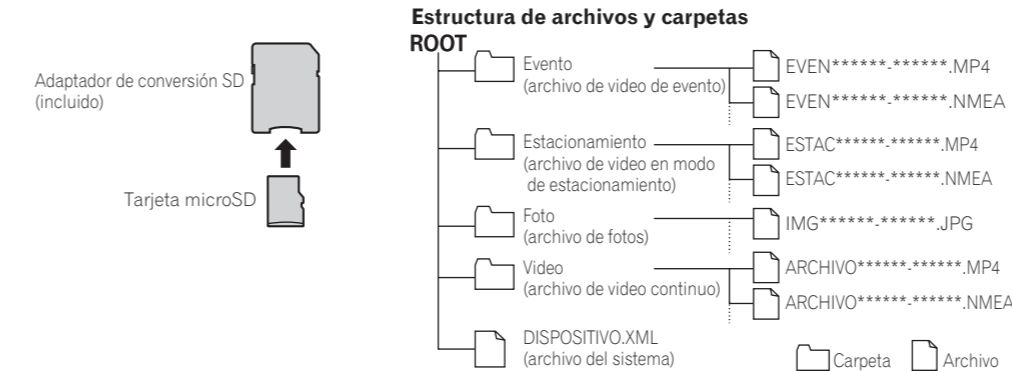 Adaptador de conversión SD
(incluido)
Tarjeta microSD
Estructura de archivos y carpetas
ROOT
Evento
(archivo de video de evento)
EVEN******-******.MP4
EVEN******-******.NMEA
Estacionamiento
(archivo de video en modo
de estacionamiento)
ESTAC******-******.MP4
ESTAC******-******.NMEA
Foto
(archivo de fotos)
IMG******-******.JPG
Video
(archivo de video continuo)
ARCHIVO******-******.MP4
ARCHIVO******-******.NMEA
DISPOSITIVO.XML
(archivo del sistema)
Carpeta
Archivo